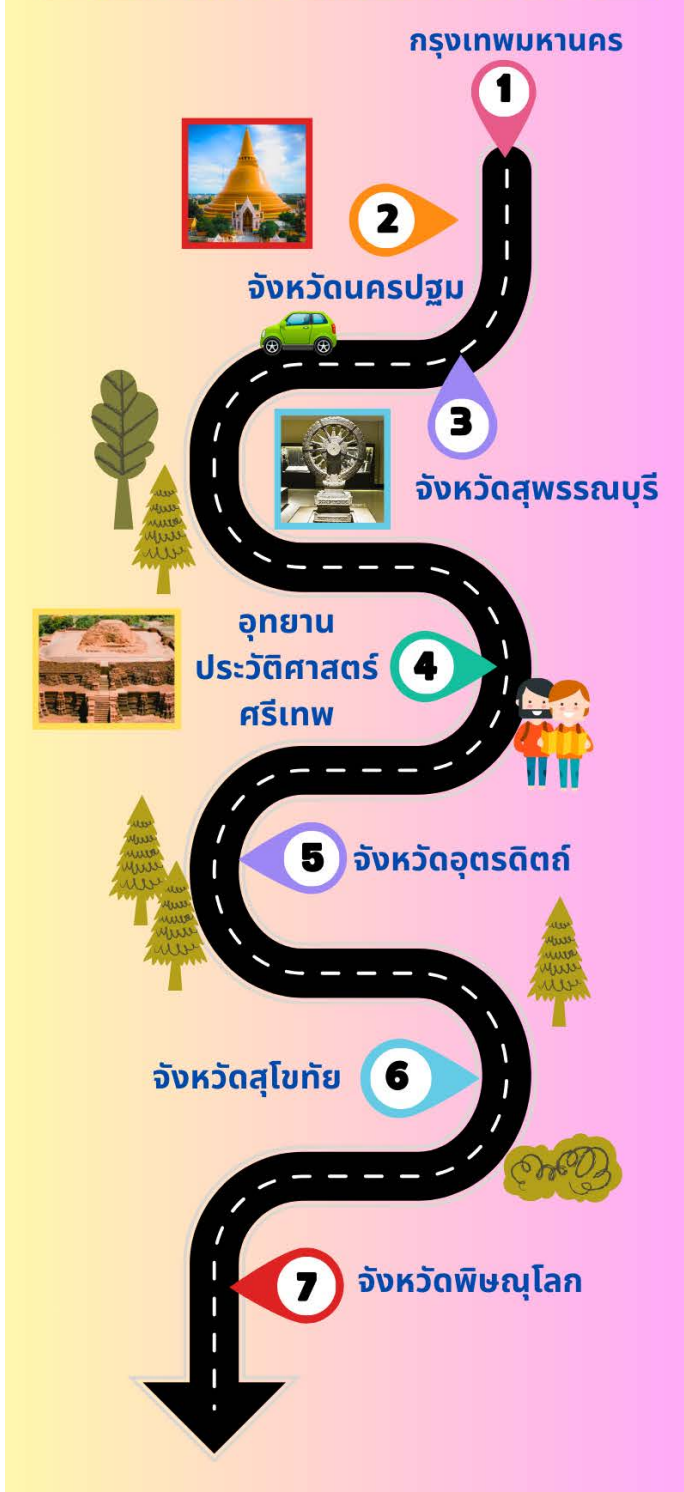 กรุงเทพมหานคร
1
2
จังหวัดนครปฐม
3
จังหวัดสุพรรณบุรี
อุทยาน
ประวัติศาสตร์
ศรีเทพ
4
5
จังหวัดอุตรดิตถ์
จังหวัดสุโขทัย
6
7
จังหวัดพิษณุโลก